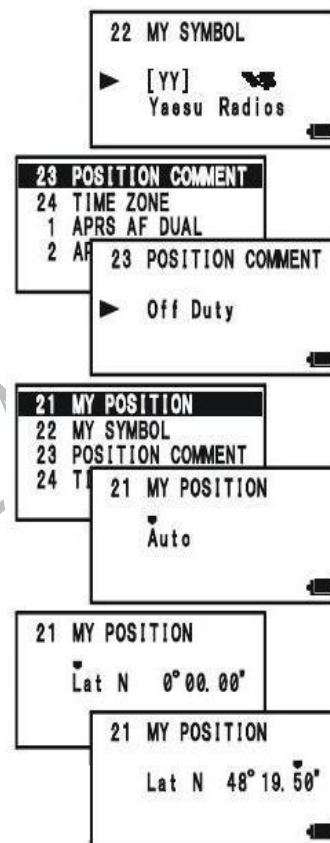 22 MY SYMBOL
[YY]
Yaesu Radios
23 POSITION COMMENT
24 TIME ZONE
1 APRS AF DUAL
2
23 POSITION COMMENT
Off Duty
21 MY POSITION
22 MY SYMBOL
23 POSITION COMMENT
24
21 MY POSITION
Auto
21 MY POSITION
Lat N 0°00.00"
21 MY POSITION
Lat N 48°19.50"